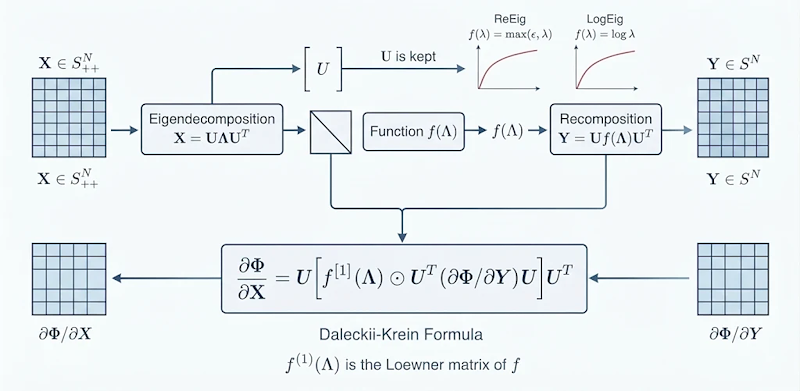 ReEig
f(λ) = max(ϵ, λ)
LogEig
f(λ) = log λ
X ∈ S^N_{++}
[U]
U is kept
Y ∈ S^N
Eigendecomposition
X = UΛU^T
Function f(Λ)
f(Λ)
Recomposition
Y = Uf(Λ)U^T
X ∈ S^N_{++}
Y ∈ S^N
∂Φ/∂X = U[f^{[1]}(Λ) ⊙ U^T(∂Φ/∂Y)U]U^T
∂Φ/∂X
∂Φ/∂Y
Daleckii-Krein Formula
f^{(1)}(Λ) is the Loewner matrix of f